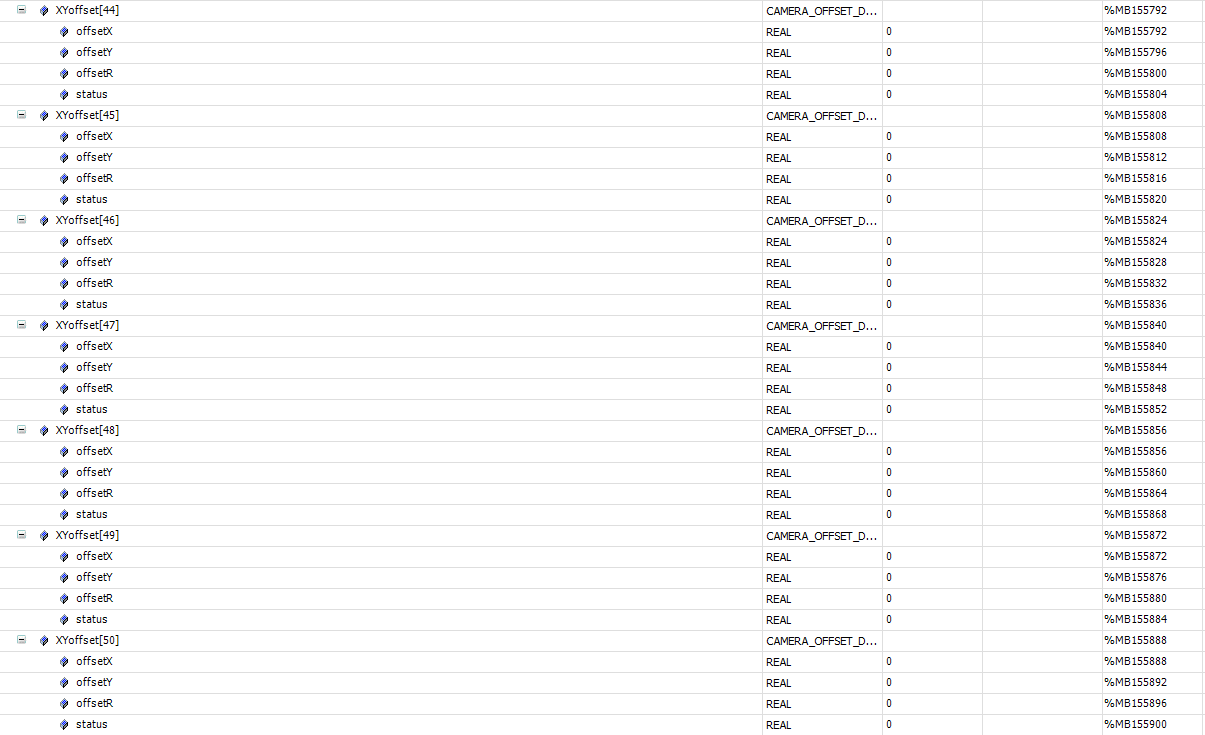 XYoffset[44] CAMERA_OFFSET_D... %MB155792
offsetX REAL 0 %MB155792
offsetY REAL 0 %MB155796
offsetR REAL 0 %MB155800
status REAL 0 %MB155804
XYoffset[45] CAMERA_OFFSET_D... %MB155808
offsetX REAL 0 %MB155808
offsetY REAL 0 %MB155812
offsetR REAL 0 %MB155816
status REAL 0 %MB155820
XYoffset[46] CAMERA_OFFSET_D... %MB155824
offsetX REAL 0 %MB155824
offsetY REAL 0 %MB155828
offsetR REAL 0 %MB155832
status REAL 0 %MB155836
XYoffset[47] CAMERA_OFFSET_D... %MB155840
offsetX REAL 0 %MB155840
offsetY REAL 0 %MB155844
offsetR REAL 0 %MB155848
status REAL 0 %MB155852
XYoffset[48] CAMERA_OFFSET_D... %MB155856
offsetX REAL 0 %MB155856
offsetY REAL 0 %MB155860
offsetR REAL 0 %MB155864
status REAL 0 %MB155868
XYoffset[49] CAMERA_OFFSET_D... %MB155872
offsetX REAL 0 %MB155872
offsetY REAL 0 %MB155876
offsetR REAL 0 %MB155880
status REAL 0 %MB155884
XYoffset[50] CAMERA_OFFSET_D... %MB155888
offsetX REAL 0 %MB155888
offsetY REAL 0 %MB155892
offsetR REAL 0 %MB155896
status REAL 0 %MB155900